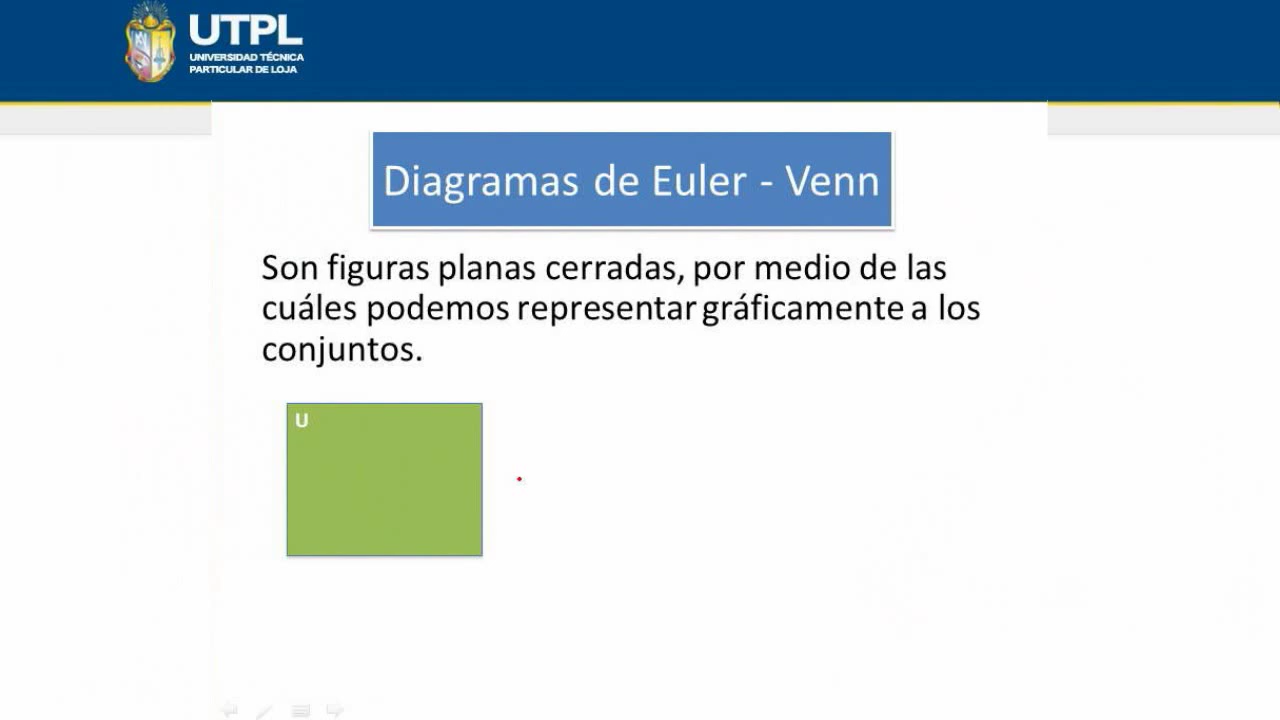 UTPL
UNIVERSIDAD TÉCNICA
PARTICULAR DE LOJA
Diagramas de Euler - Venn
Son figuras planas cerradas, por medio de las
cuáles podemos representar gráficamente a los
conjuntos.
U